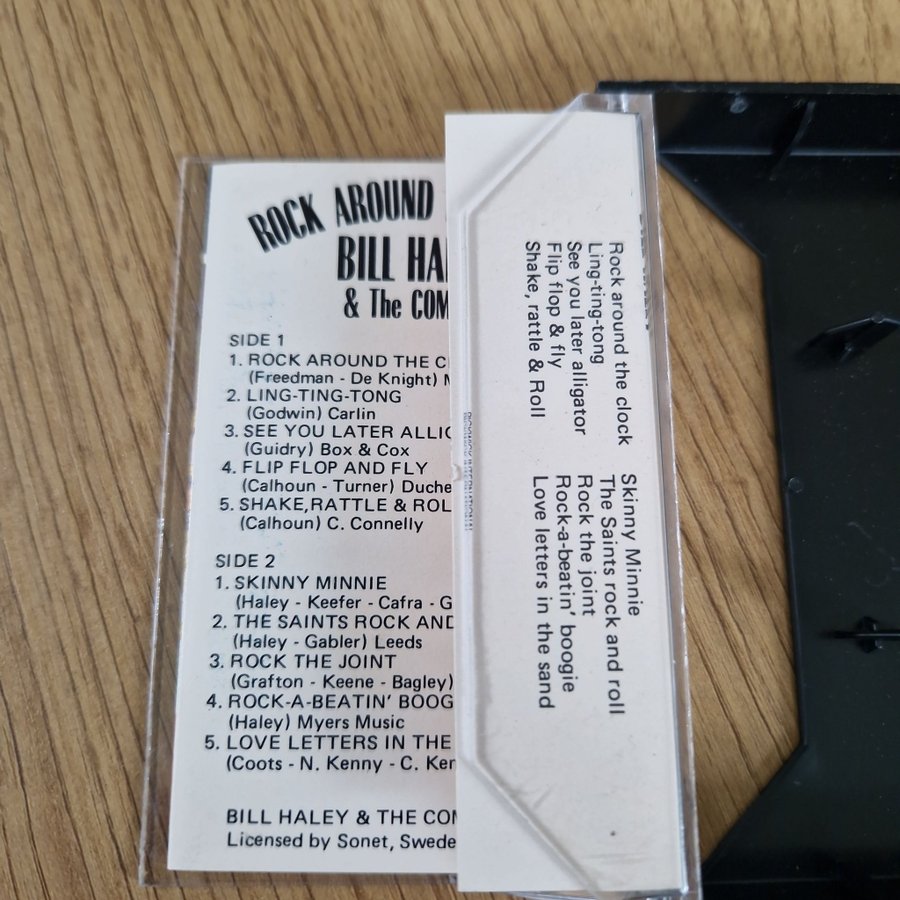 ROCK AROUND
BILL HA
& The COM
SIDE 1
1. ROCK AROUND THE C
(Freedman - De Knight)
2. LING-TING-TONG
(Godwin) Carlin
3. SEE YOU LATER ALLIG
(Guidry) Box & Cox
4. FLIP FLOP AND FLY
(Calhoun - Turner) Duche
5. SHAKE, RATTLE & ROL
(Calhoun) C. Connelly
SIDE 2
1. SKINNY MINNIE
(Haley - Keefer - Cafra - G
2. THE SAINTS ROCK AND
(Haley - Gabler) Leeds
3. ROCK THE JOINT
(Grafton - Keene - Bagley)
4. ROCK-A-BEATIN' BOOG
(Haley) Myers Music
5. LOVE LETTERS IN THE
(Coots - N. Kenny - C. Ken
BILL HALEY & THE COM
Licensed by Sonet, Swede
PICKWICK INTERNATIONAL
Rock around the clock
Ling-ting-tong
See you later alligator
Flip flop & fly
Shake, rattle & Roll
Skinny Minnie
The Saints rock and roll
Rock the joint
Rock-a-beatin' boogie
Love letters in the sand